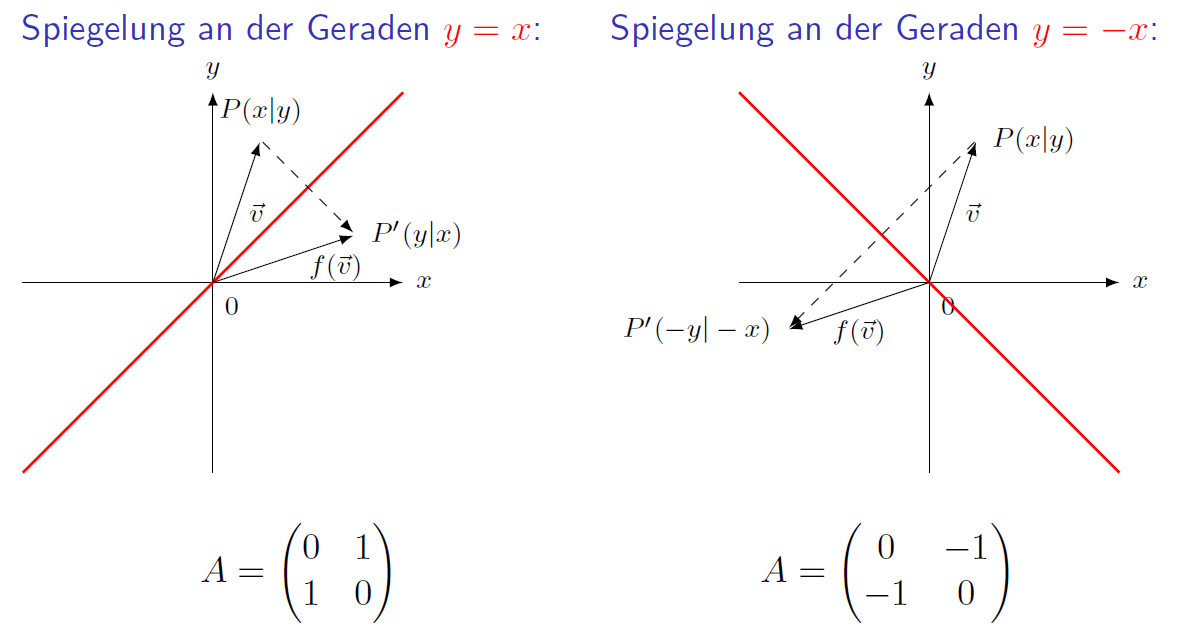 Spiegelung an der Geraden y = x:
y
P(x|y)
v⃗
P′(y|x)
f(v⃗)
x
0
A = (0 1
1 0)
Spiegelung an der Geraden y = −x:
y
P(x|y)
v⃗
x
0
P′(−y| − x)
f(v⃗)
A = (0 −1
−1 0)